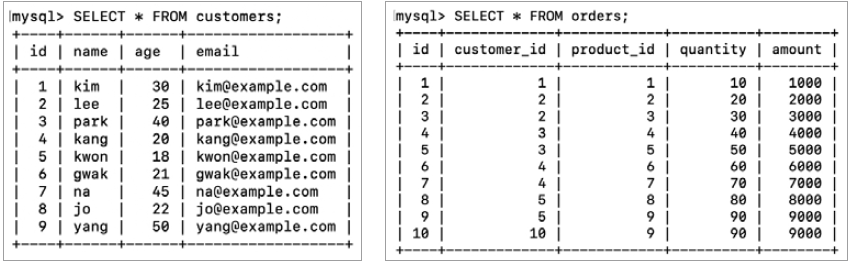 mysql> SELECT * FROM customers;
+----+------+------+-------------------+
| id | name | age | email |
+----+------+------+-------------------+
| 1 | kim | 30 | kim@example.com |
| 2 | lee | 25 | lee@example.com |
| 3 | park | 40 | park@example.com |
| 4 | kang | 20 | kang@example.com |
| 5 | kwon | 18 | kwon@example.com |
| 6 | gwak | 21 | gwak@example.com |
| 7 | na | 45 | na@example.com |
| 8 | jo | 22 | jo@example.com |
| 9 | yang | 50 | yang@example.com |
+----+------+------+-------------------+
mysql> SELECT * FROM orders;
+----+-------------+------------+----------+--------+
| id | customer_id | product_id | quantity | amount |
+----+-------------+------------+----------+--------+
| 1 | 1 | 1 | 10 | 1000 |
| 2 | 2 | 2 | 20 | 2000 |
| 3 | 2 | 3 | 30 | 3000 |
| 4 | 3 | 4 | 40 | 4000 |
| 5 | 3 | 5 | 50 | 5000 |
| 6 | 4 | 6 | 60 | 6000 |
| 7 | 4 | 7 | 70 | 7000 |
| 8 | 5 | 8 | 80 | 8000 |
| 9 | 5 | 9 | 90 | 9000 |
| 10 | 10 | 9 | 90 | 9000 |
+----+-------------+------------+----------+--------+